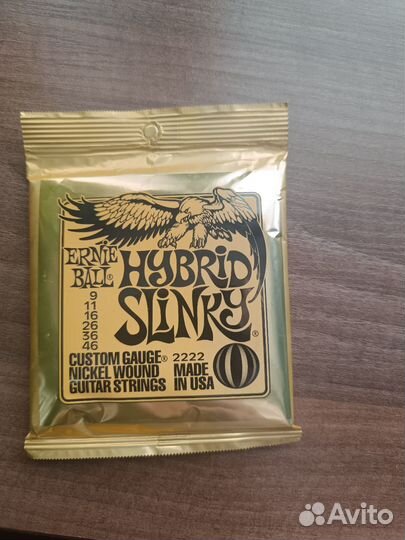 ERNIE BALL®
HYBRID
SLINKY®
9
11
16
26
36
46
CUSTOM GAUGE® 2222
NICKEL WOUND MADE
GUITAR STRINGS IN USA
Avito